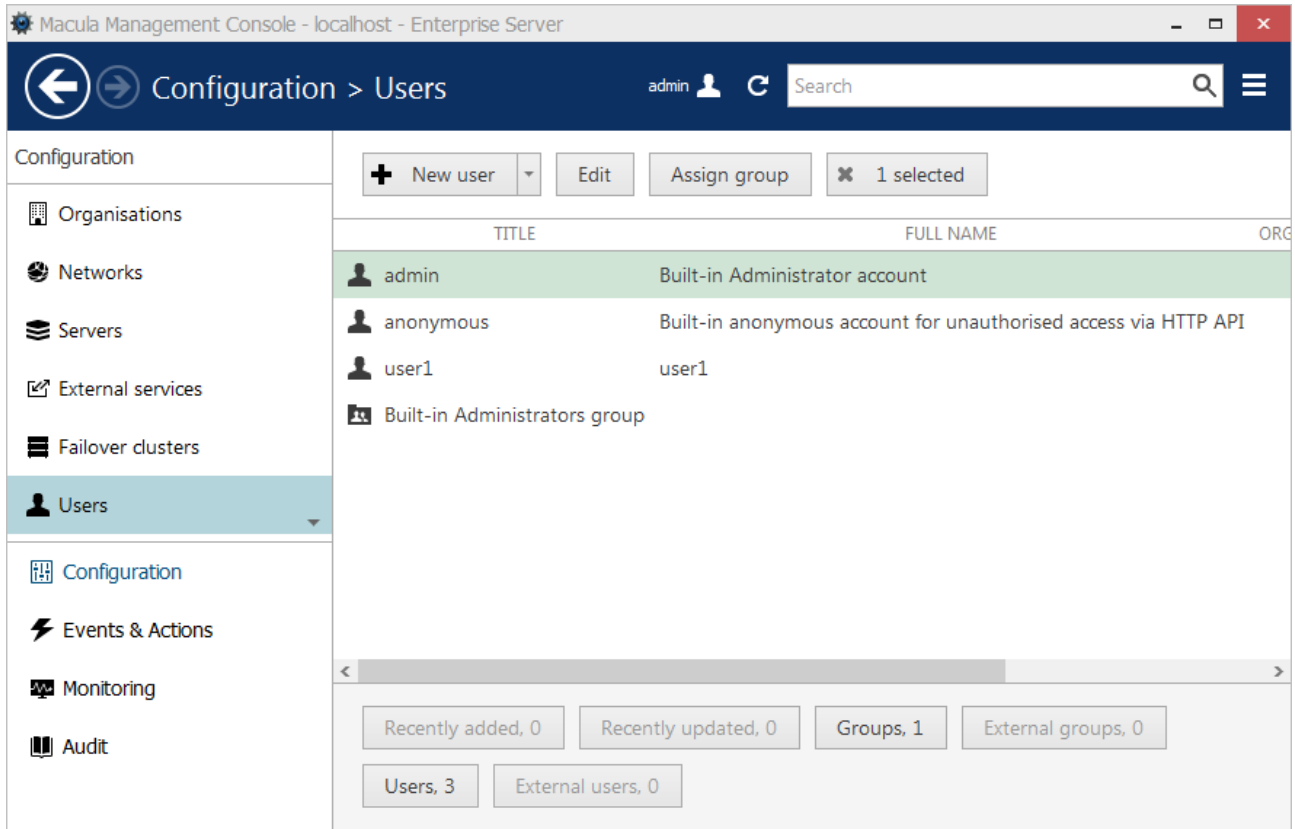 Macula Management Console - localhost - Enterprise Server
Configuration > Users
admin
Search
Configuration
Organisations
Networks
Servers
External services
Failover clusters
Users
Configuration
Events & Actions
Monitoring
Audit
New user
Edit
Assign group
1 selected
TITLE FULL NAME ORG
admin Built-in Administrator account
anonymous Built-in anonymous account for unauthorised access via HTTP API
user1 user1
Built-in Administrators group
Recently added, 0
Recently updated, 0
Groups, 1
External groups, 0
Users, 3
External users, 0